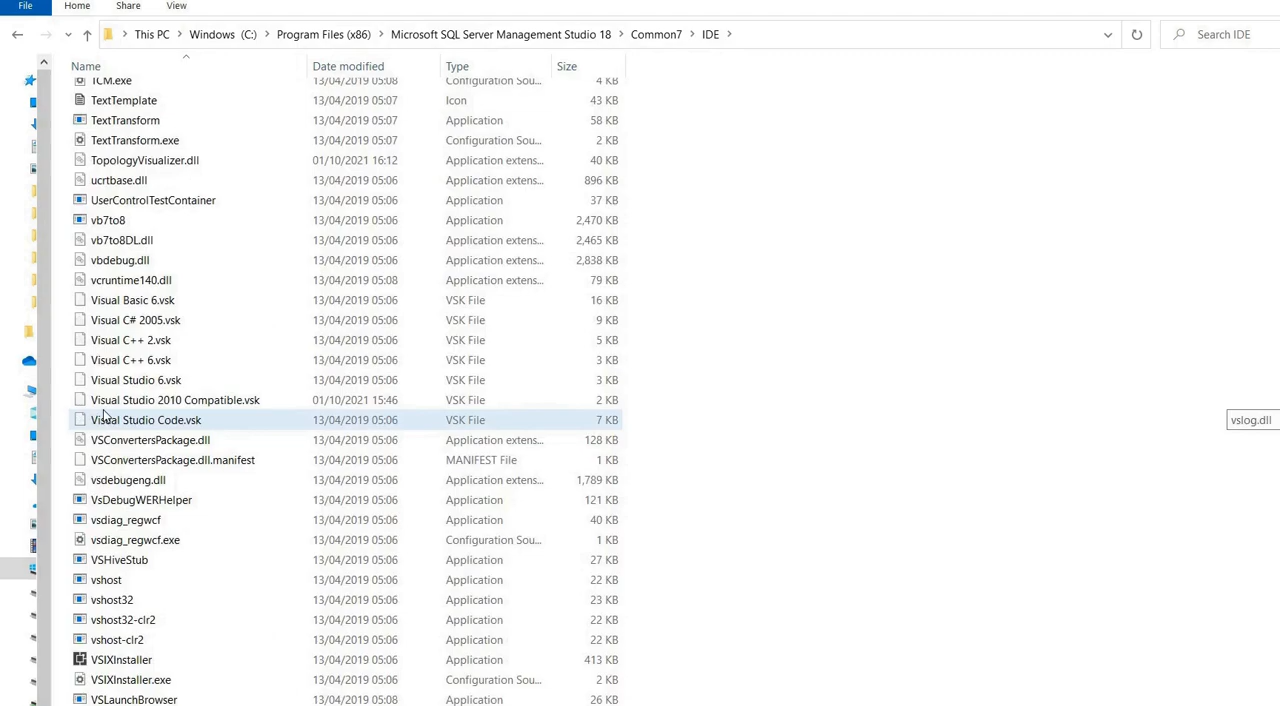 File Home Share View
This PC > Windows (C:) > Program Files (x86) > Microsoft SQL Server Management Studio 18 > Common7 > IDE > Search IDE
Name Date modified Type Size
TCM.exe 13/04/2019 05:08 Configuration Sou... 4 KB
TextTemplate 13/04/2019 05:07 Icon 43 KB
TextTransform 13/04/2019 05:07 Application 58 KB
TextTransform.exe 13/04/2019 05:07 Configuration Sou... 2 KB
TopologyVisualizer.dll 01/10/2021 16:12 Application extens... 40 KB
ucrtbase.dll 13/04/2019 05:06 Application extens... 896 KB
UserControlTestContainer 13/04/2019 05:06 Application 37 KB
vb7to8 13/04/2019 05:06 Application 2,470 KB
vb7to8DL.dll 13/04/2019 05:06 Application extens... 2,465 KB
vbdebug.dll 13/04/2019 05:06 Application extens... 2,838 KB
vcruntime140.dll 13/04/2019 05:08 Application extens... 79 KB
Visual Basic 6.vsk 13/04/2019 05:06 VSK File 16 KB
Visual C# 2005.vsk 13/04/2019 05:06 VSK File 9 KB
Visual C++ 2.vsk 13/04/2019 05:06 VSK File 5 KB
Visual C++ 6.vsk 13/04/2019 05:06 VSK File 3 KB
Visual Studio 6.vsk 13/04/2019 05:06 VSK File 3 KB
Visual Studio 2010 Compatible.vsk 01/10/2021 15:46 VSK File 2 KB
Visual Studio Code.vsk 13/04/2019 05:06 VSK File 7 KB vslog.dll
VSConvertersPackage.dll 13/04/2019 05:06 Application extens... 128 KB
VSConvertersPackage.dll.manifest 13/04/2019 05:06 MANIFEST File 1 KB
vsdebugeng.dll 13/04/2019 05:06 Application extens... 1,789 KB
VsDebugWERHelper 13/04/2019 05:06 Application 121 KB
vsdiag_regwcf 13/04/2019 05:06 Application 40 KB
vsdiag_regwcf.exe 13/04/2019 05:06 Configuration Sou... 1 KB
VSHiveStub 13/04/2019 05:06 Application 27 KB
vshost 13/04/2019 05:06 Application 22 KB
vshost32 13/04/2019 05:06 Application 23 KB
vshost32-clr2 13/04/2019 05:06 Application 22 KB
vshost-clr2 13/04/2019 05:06 Application 22 KB
VSIXInstaller 13/04/2019 05:06 Application 413 KB
VSIXInstaller.exe 13/04/2019 05:06 Configuration Sou... 2 KB
VSLaunchBrowser 13/04/2019 05:08 Application 26 KB